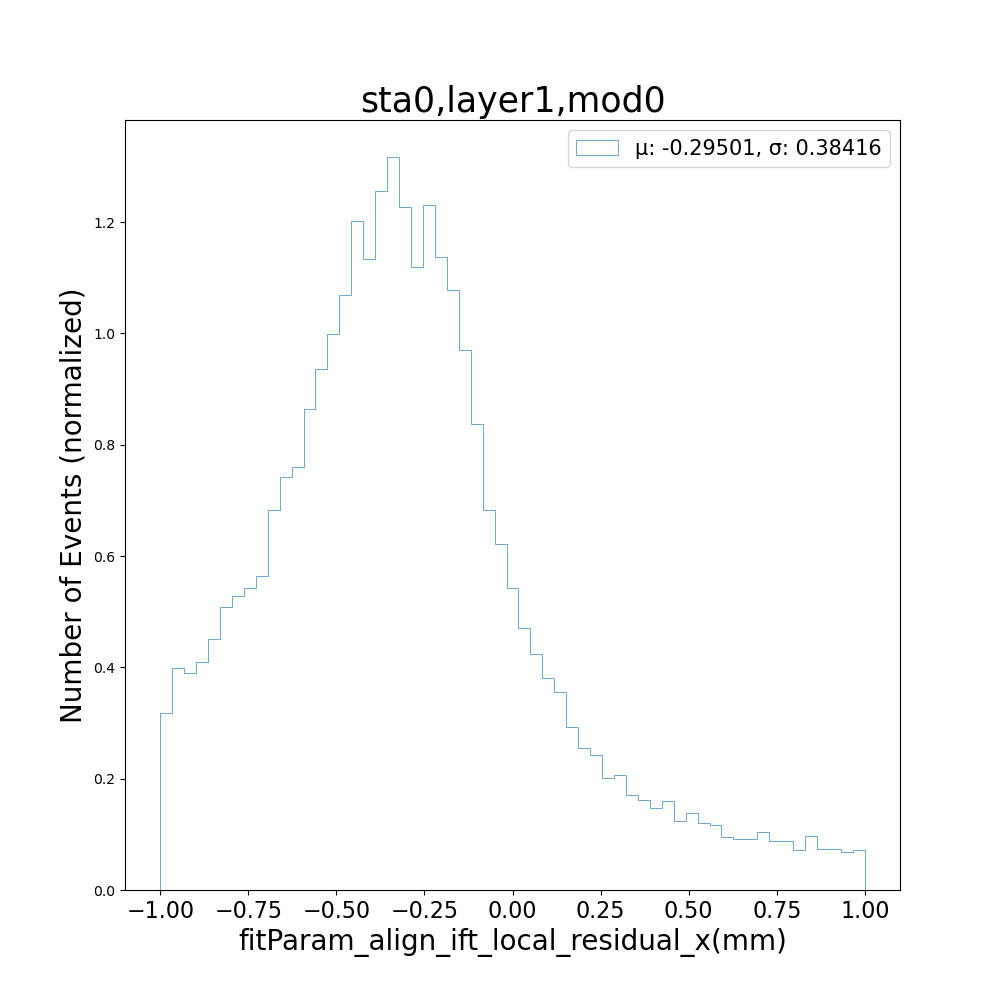 sta0,layer1,mod0
μ: -0.29501, σ: 0.38416
Number of Events (normalized)
1.2
1.0
0.8
0.6
0.4
0.2
0.0
−1.00 −0.75 −0.50 −0.25 0.00 0.25 0.50 0.75 1.00
fitParam_align_ift_local_residual_x(mm)